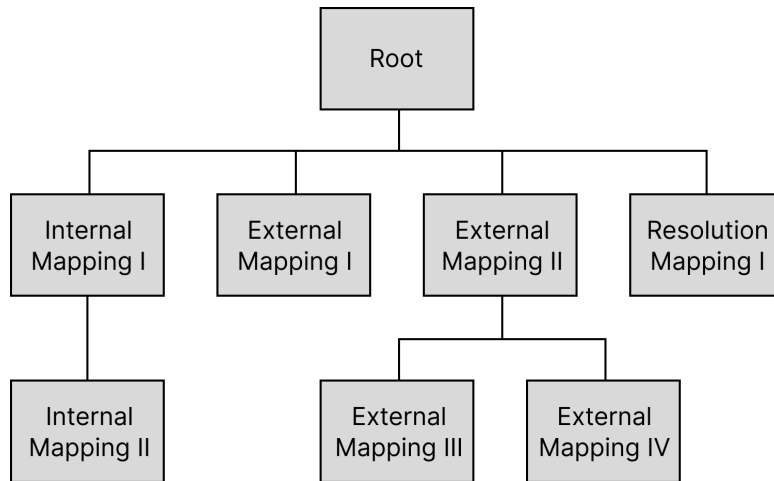 Root
Internal
Mapping I
External
Mapping I
External
Mapping II
Resolution
Mapping I
Internal
Mapping II
External
Mapping III
External
Mapping IV